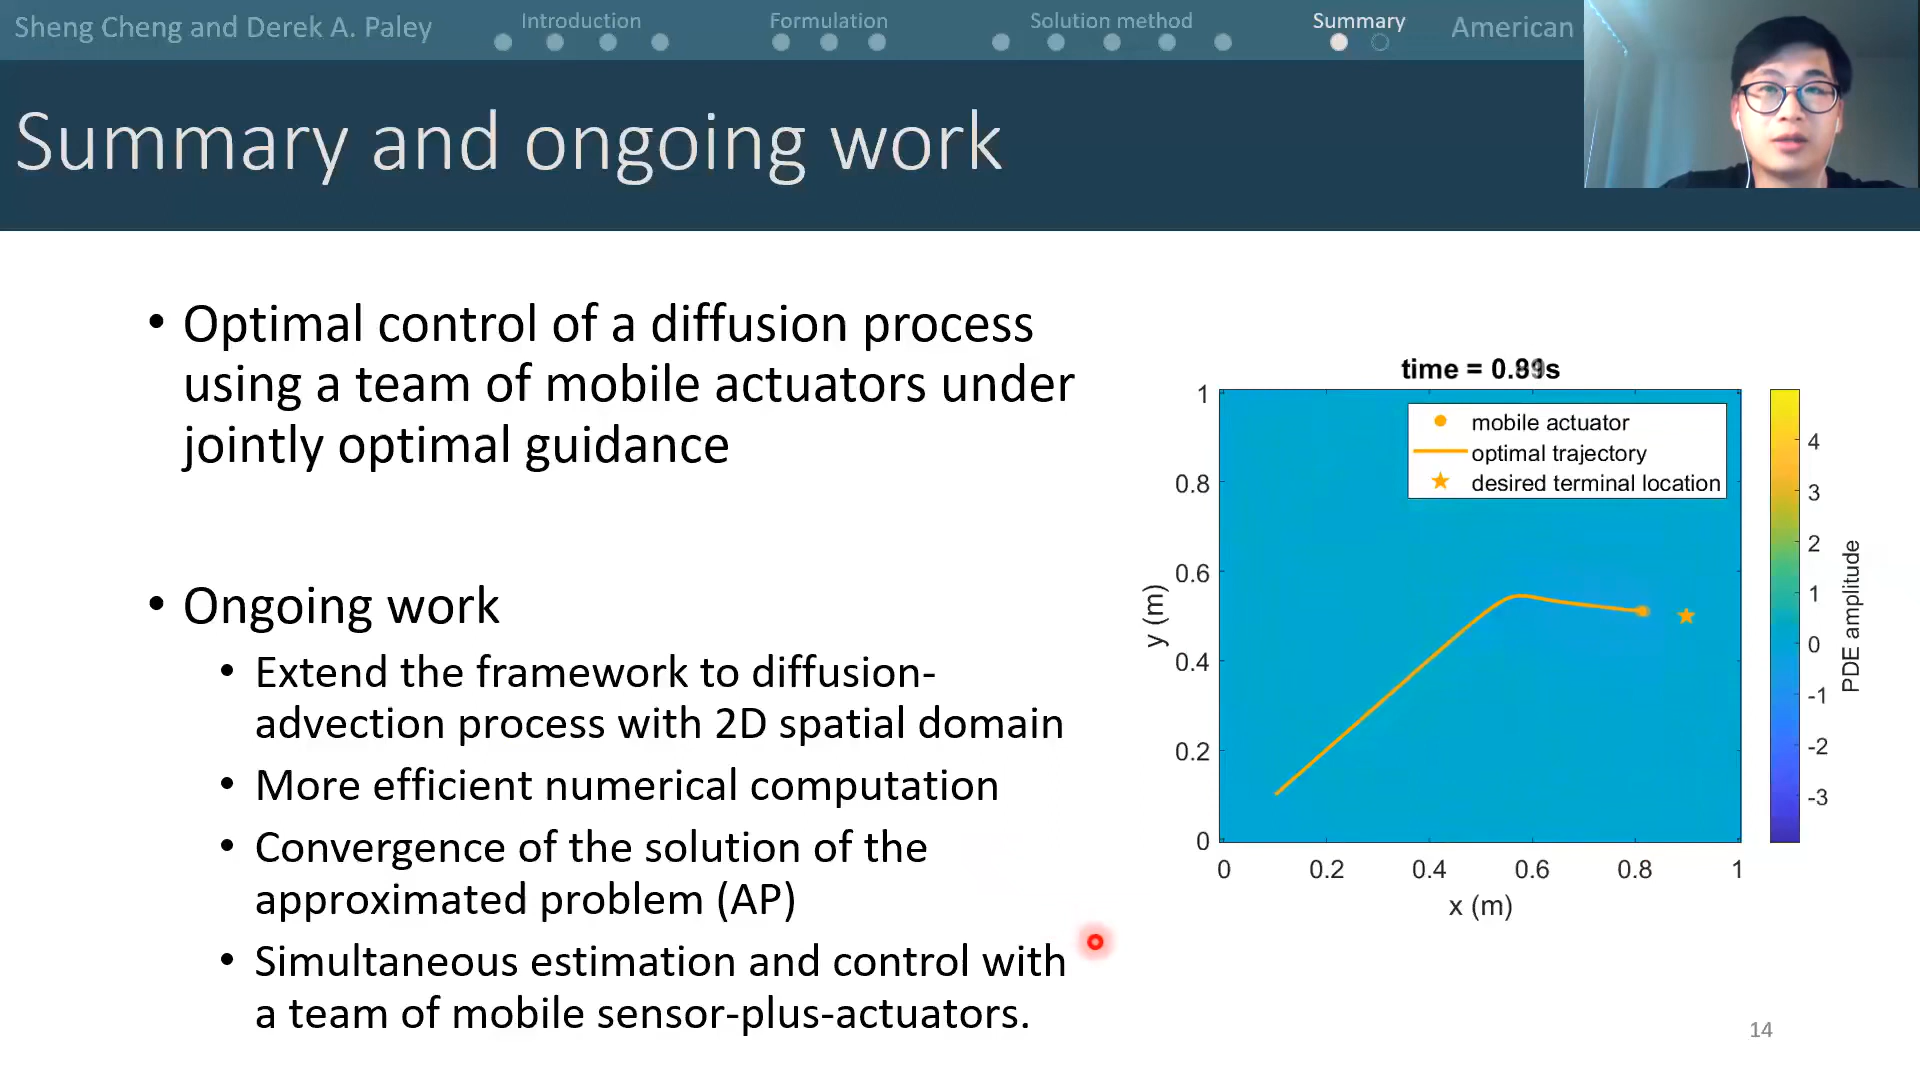 Sheng Cheng and Derek A. Paley
Introduction
Formulation
Solution method
Summary
American
Summary and ongoing work
• Optimal control of a diffusion process
using a team of mobile actuators under
jointly optimal guidance
• Ongoing work
• Extend the framework to diffusion-
advection process with 2D spatial domain
• More efficient numerical computation
• Convergence of the solution of the
approximated problem (AP)
• Simultaneous estimation and control with
a team of mobile sensor-plus-actuators.
time = 0.89s
mobile actuator
optimal trajectory
desired terminal location
1
0.8
0.6
0.4
0.2
0
y (m)
0 0.2 0.4 0.6 0.8 1
x (m)
4
3
2
1
0
-1
-2
-3
PDE amplitude
14